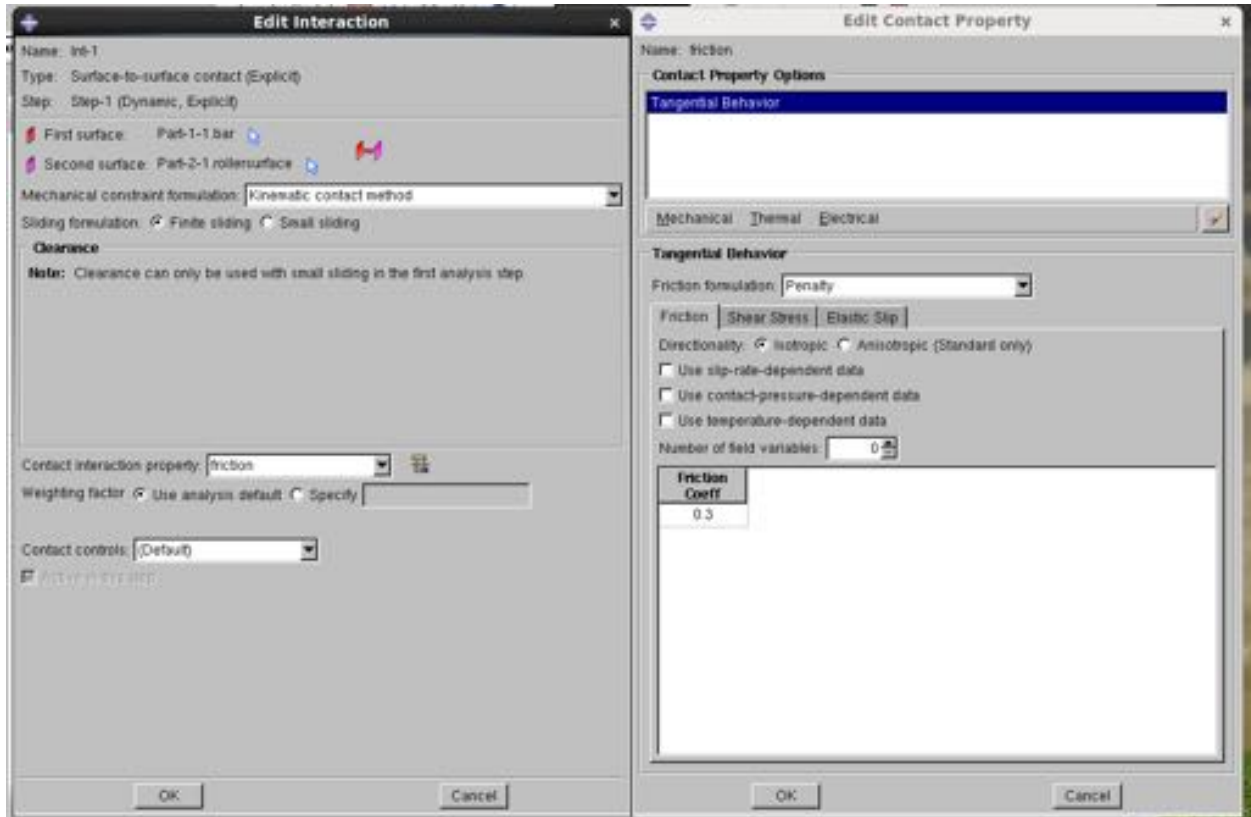 Edit Interaction
Name: Int-1
Type: Surface-to-surface contact (Explicit)
Step: Step-1 (Dynamic, Explicit)
First surface: Part-1-1.bar
Second surface: Part-2-1.rollersurface
Mechanical constraint formulation: Kinematic contact method
Sliding formulation: Finite sliding Small sliding
Clearance
Note: Clearance can only be used with small sliding in the first analysis step
Contact interaction property: friction
Weighting factor Use analysis default Specify
Contact controls: (Default)
Active in this step
OK Cancel
Edit Contact Property
Name: friction
Contact Property Options
Tangential Behavior
Mechanical Thermal Electrical
Tangential Behavior
Friction formulation: Penalty
Friction Shear Stress Elastic Slip
Directionality: Isotropic Anisotropic (Standard only)
Use slip-rate-dependent data
Use contact-pressure-dependent data
Use temperature-dependent data
Number of field variables: 0
Friction
Coeff
0.3
OK Cancel